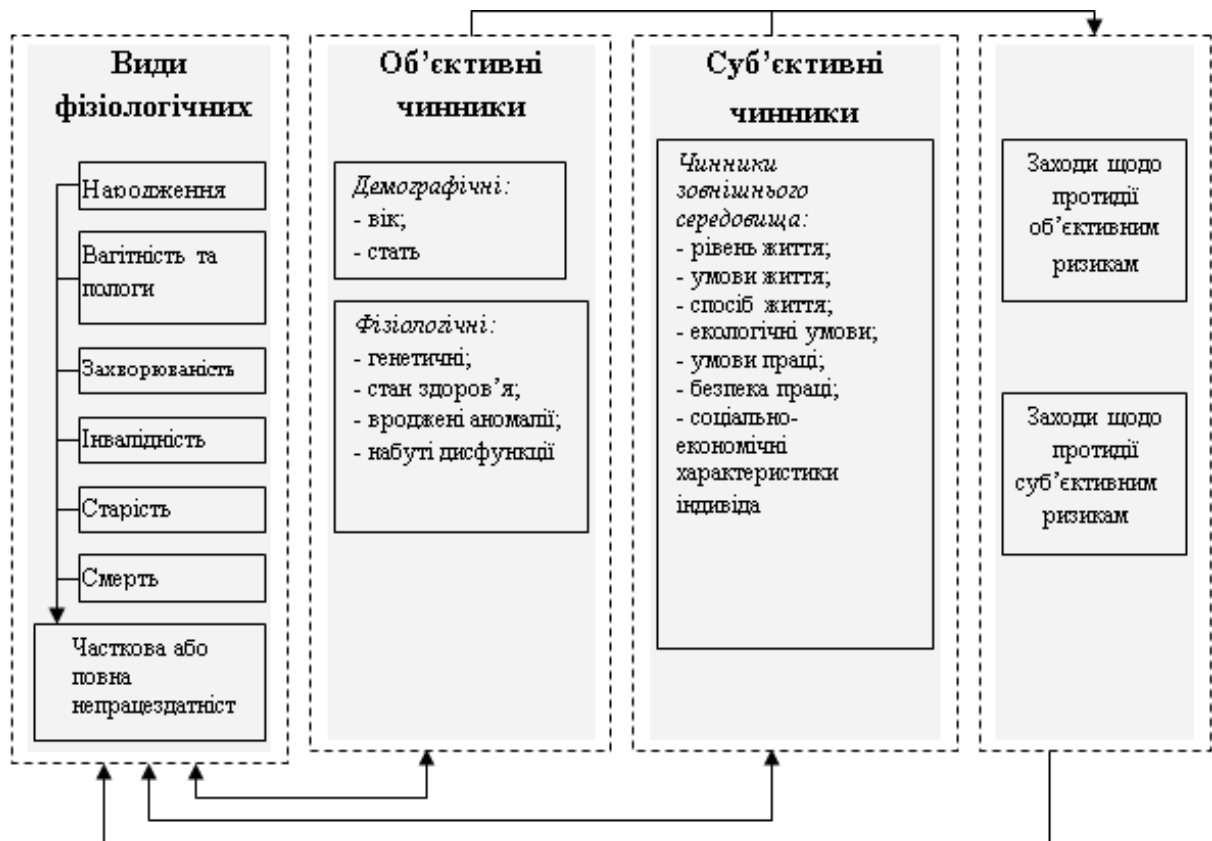 Види
фізіологічних
Народження
Вагітність та
пологи
Захворюваність
Інвалідність
Старість
Смерть
Часткова або
повна
непрацездатніст
Об’єктивні
чинники
Демографічні:
- вік;
- стать
Фізіологічні:
- генетичні;
- стан здоров’я;
- вроджені аномалії;
- набуті дисфункції
Суб’єктивні
чинники
Чинники
зовнішнього
середовища:
- рівень життя;
- умови життя;
- спосіб життя;
- екологічні умови;
- умови праці;
- безпека праці;
- соціально-
економічні
характеристики
індивіда
Заходи щодо
протидії
об’єктивним
ризикам
Заходи щодо
протидії
суб’єктивним
ризикам